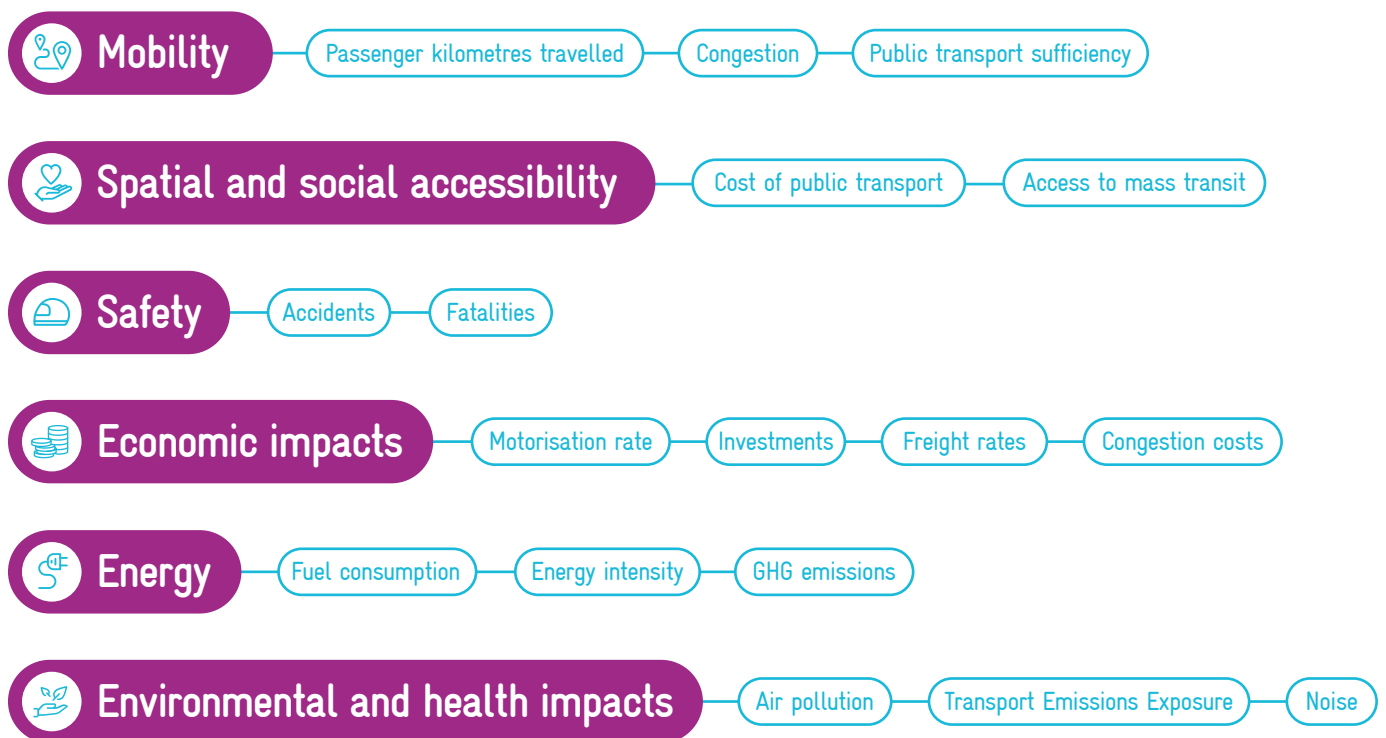 Mobility Passenger kilometres travelled Congestion Public transport sufficiency
Spatial and social accessibility Cost of public transport Access to mass transit
Safety Accidents Fatalities
Economic impacts Motorisation rate Investments Freight rates Congestion costs
Energy Fuel consumption Energy intensity GHG emissions
Environmental and health impacts Air pollution Transport Emissions Exposure Noise